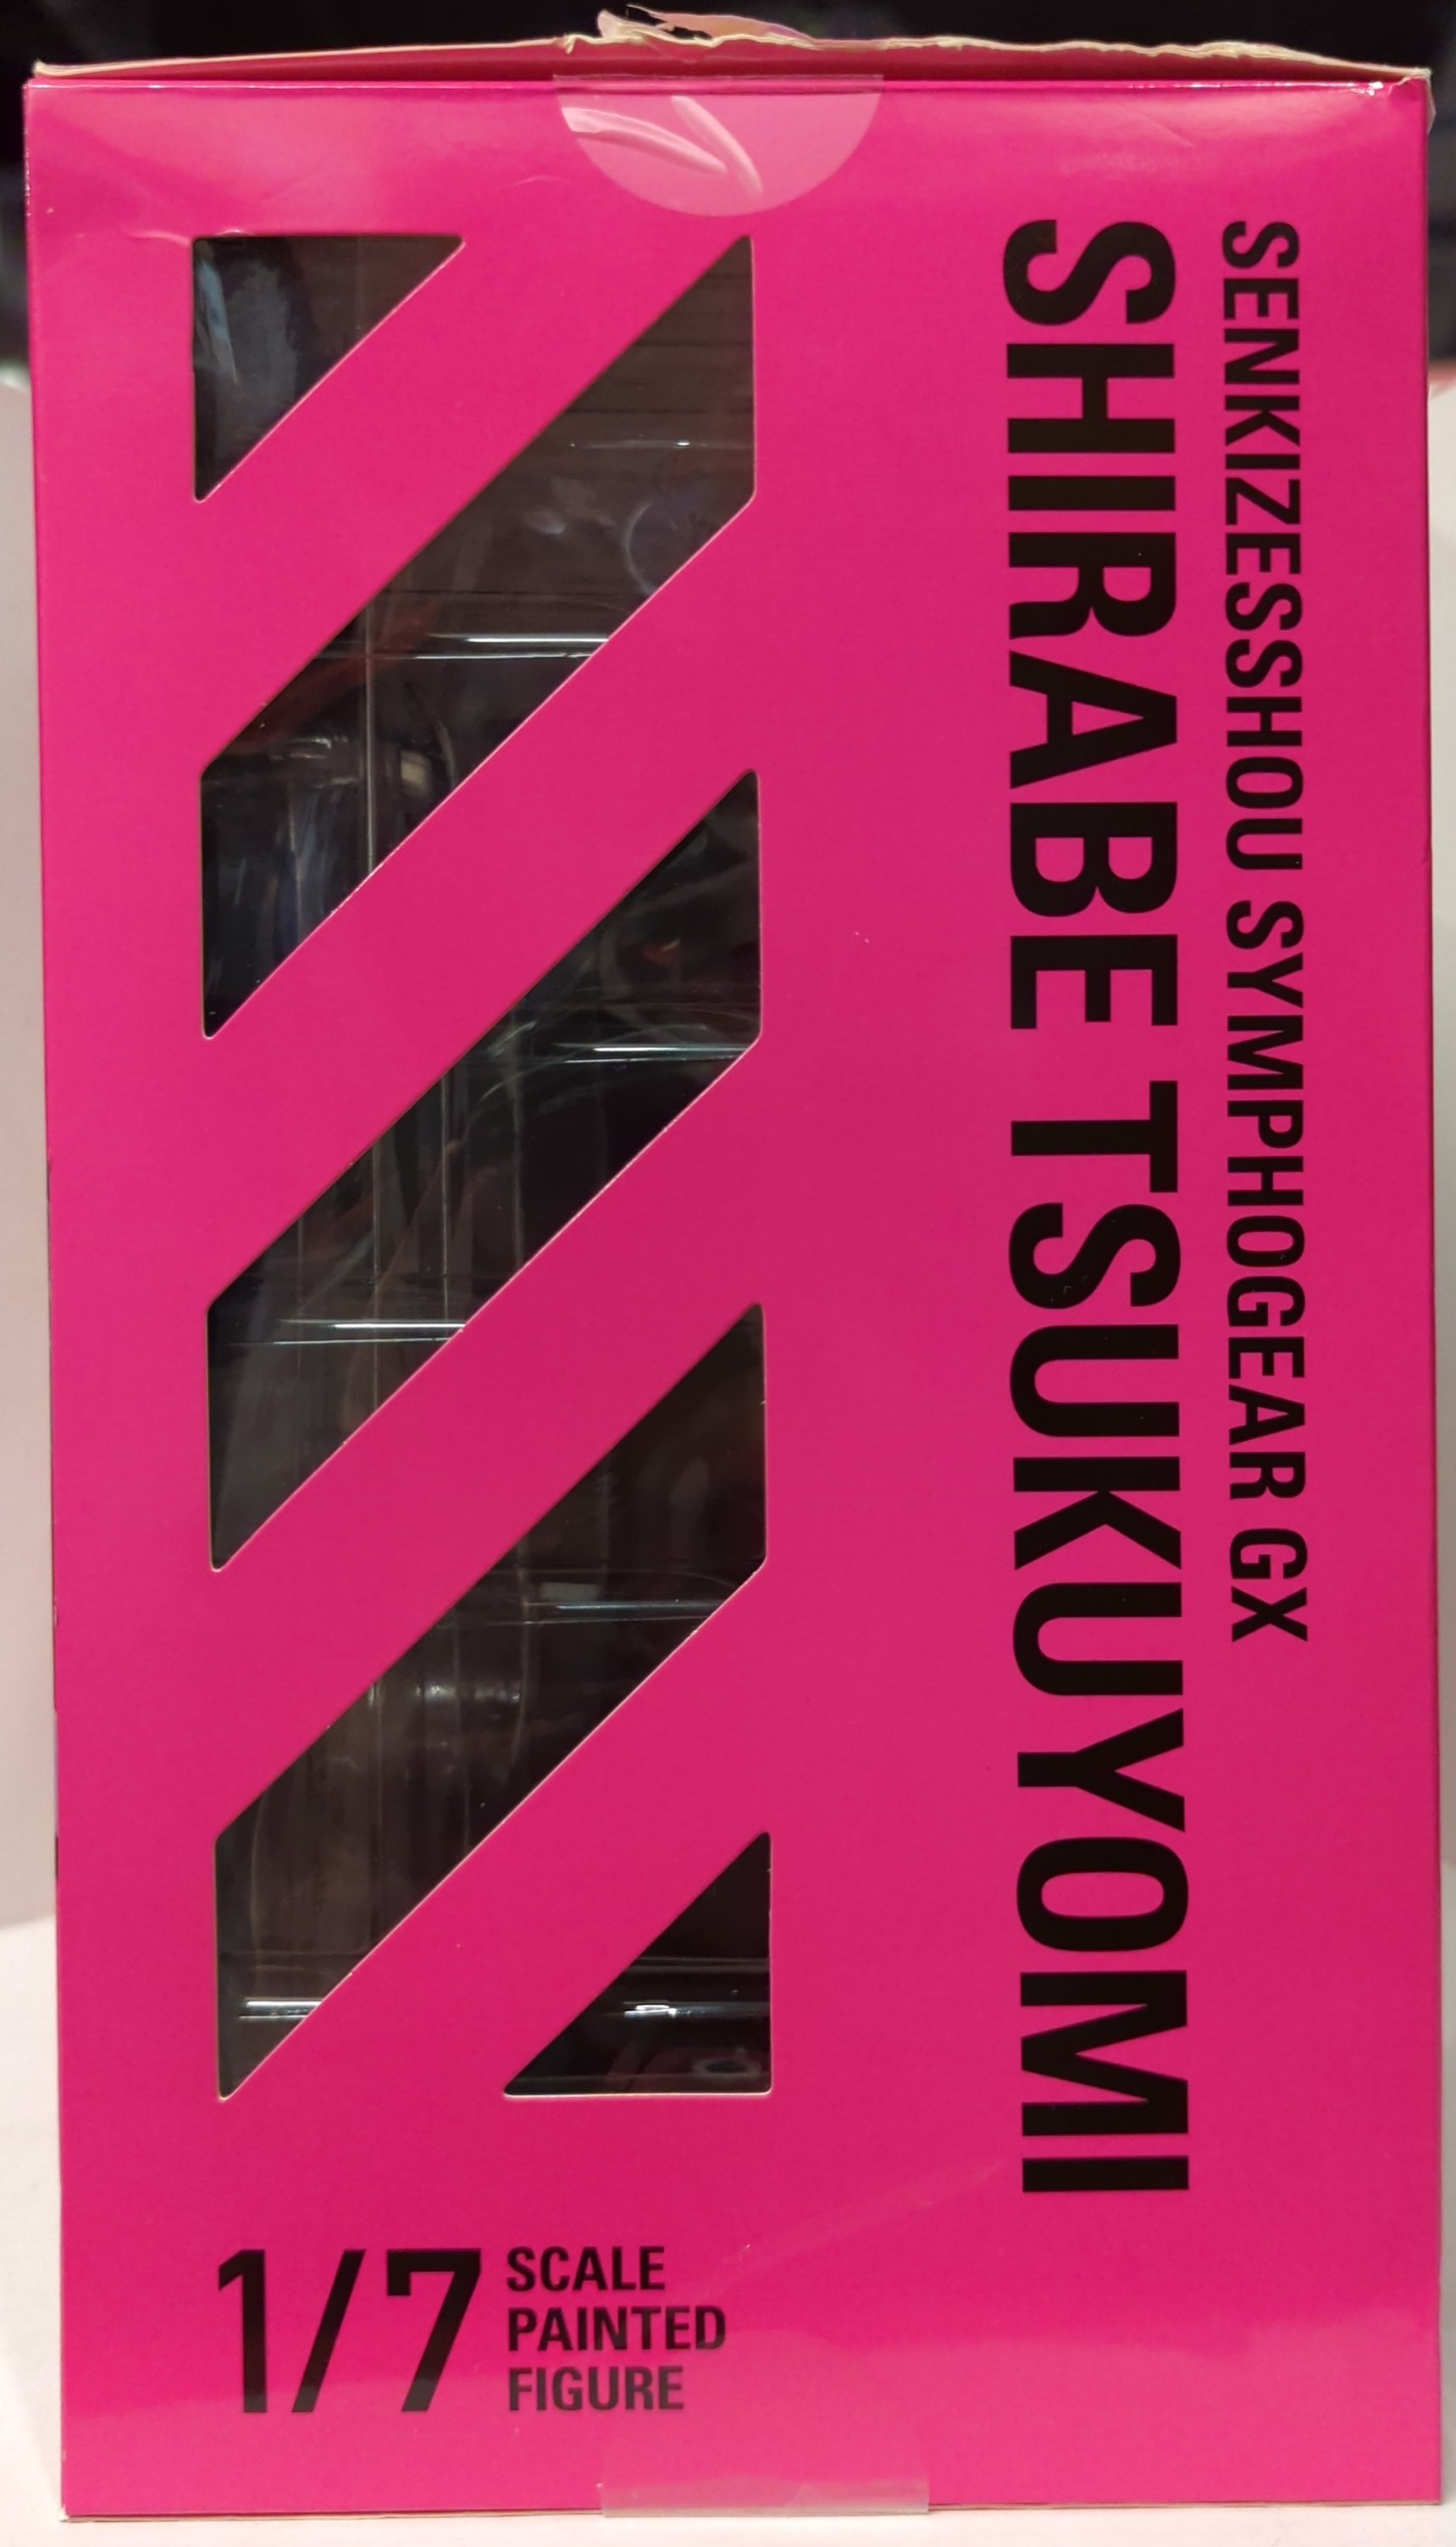 SENKIZESSHOU SYMPHOGEAR GX
SHIRABE TSUKUYOMI
1/7
SCALE
PAINTED
FIGURE